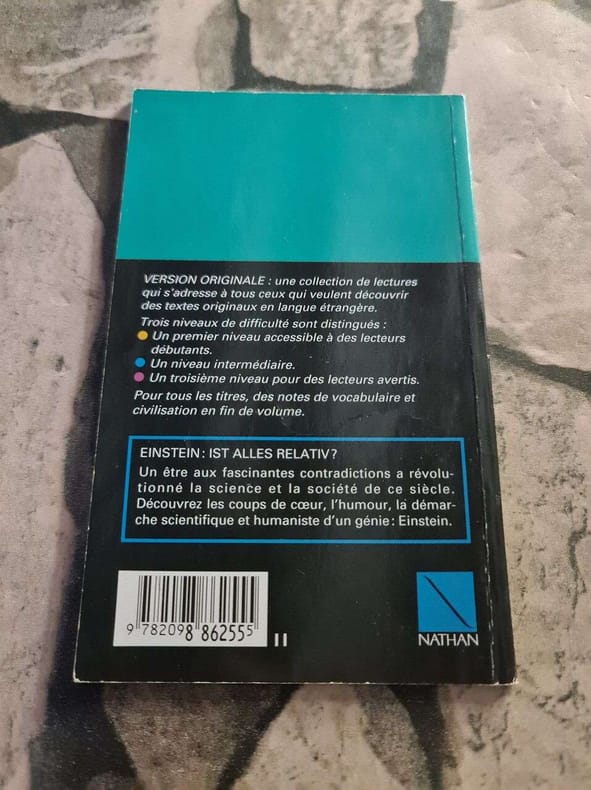 VERSION ORIGINALE : une collection de lectures
qui s'adresse à tous ceux qui veulent découvrir
des textes originaux en langue étrangère.
Trois niveaux de difficulté sont distingués :
Un premier niveau accessible à des lecteurs
débutants.
Un niveau intermédiaire.
Un troisième niveau pour des lecteurs avertis.
Pour tous les titres, des notes de vocabulaire et
civilisation en fin de volume.
EINSTEIN : IST ALLES RELATIV ?
Un être aux fascinantes contradictions a révolu-
tionné la science et la société de ce siècle.
Découvrez les coups de cœur, l'humour, la démar-
che scientifique et humaniste d'un génie : Einstein.
9 782098 862555
NATHAN